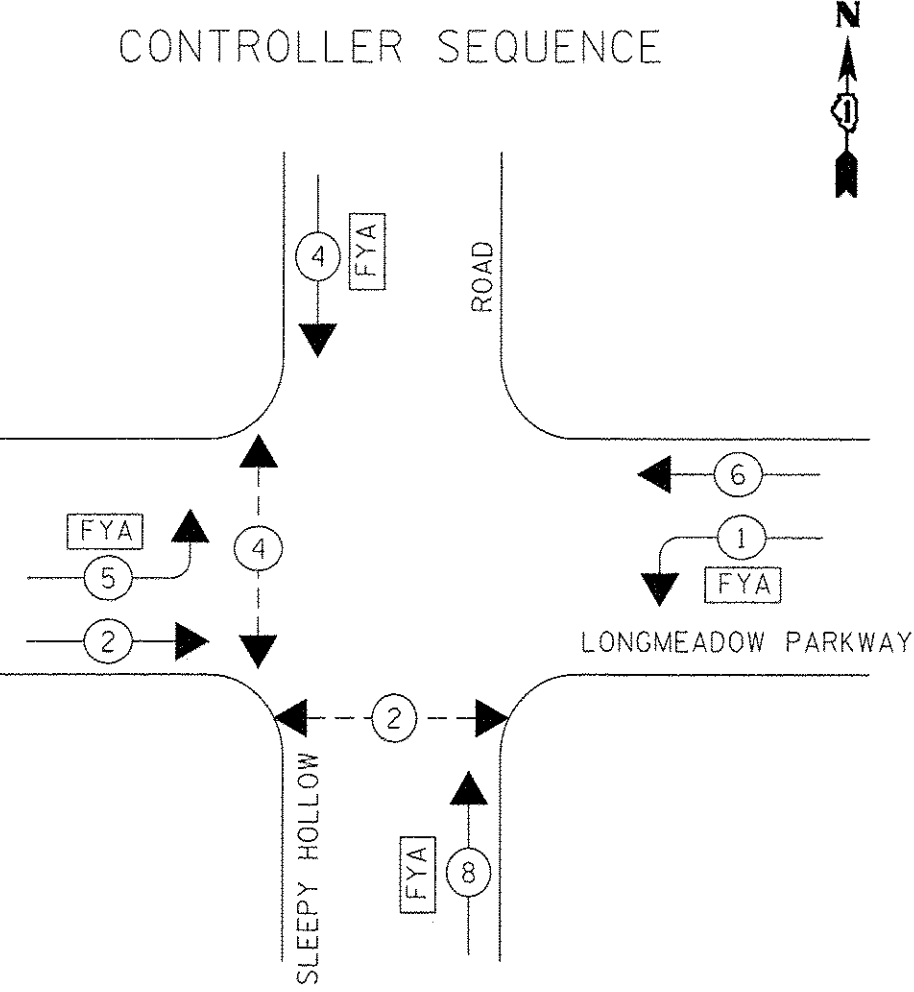 CONTROLLER SEQUENCE
N
1
4
FYA
ROAD
6
FYA
4
1
5
FYA
2
LONGMEADOW PARKWAY
2
SLEEPY HOLLOW
FYA
8